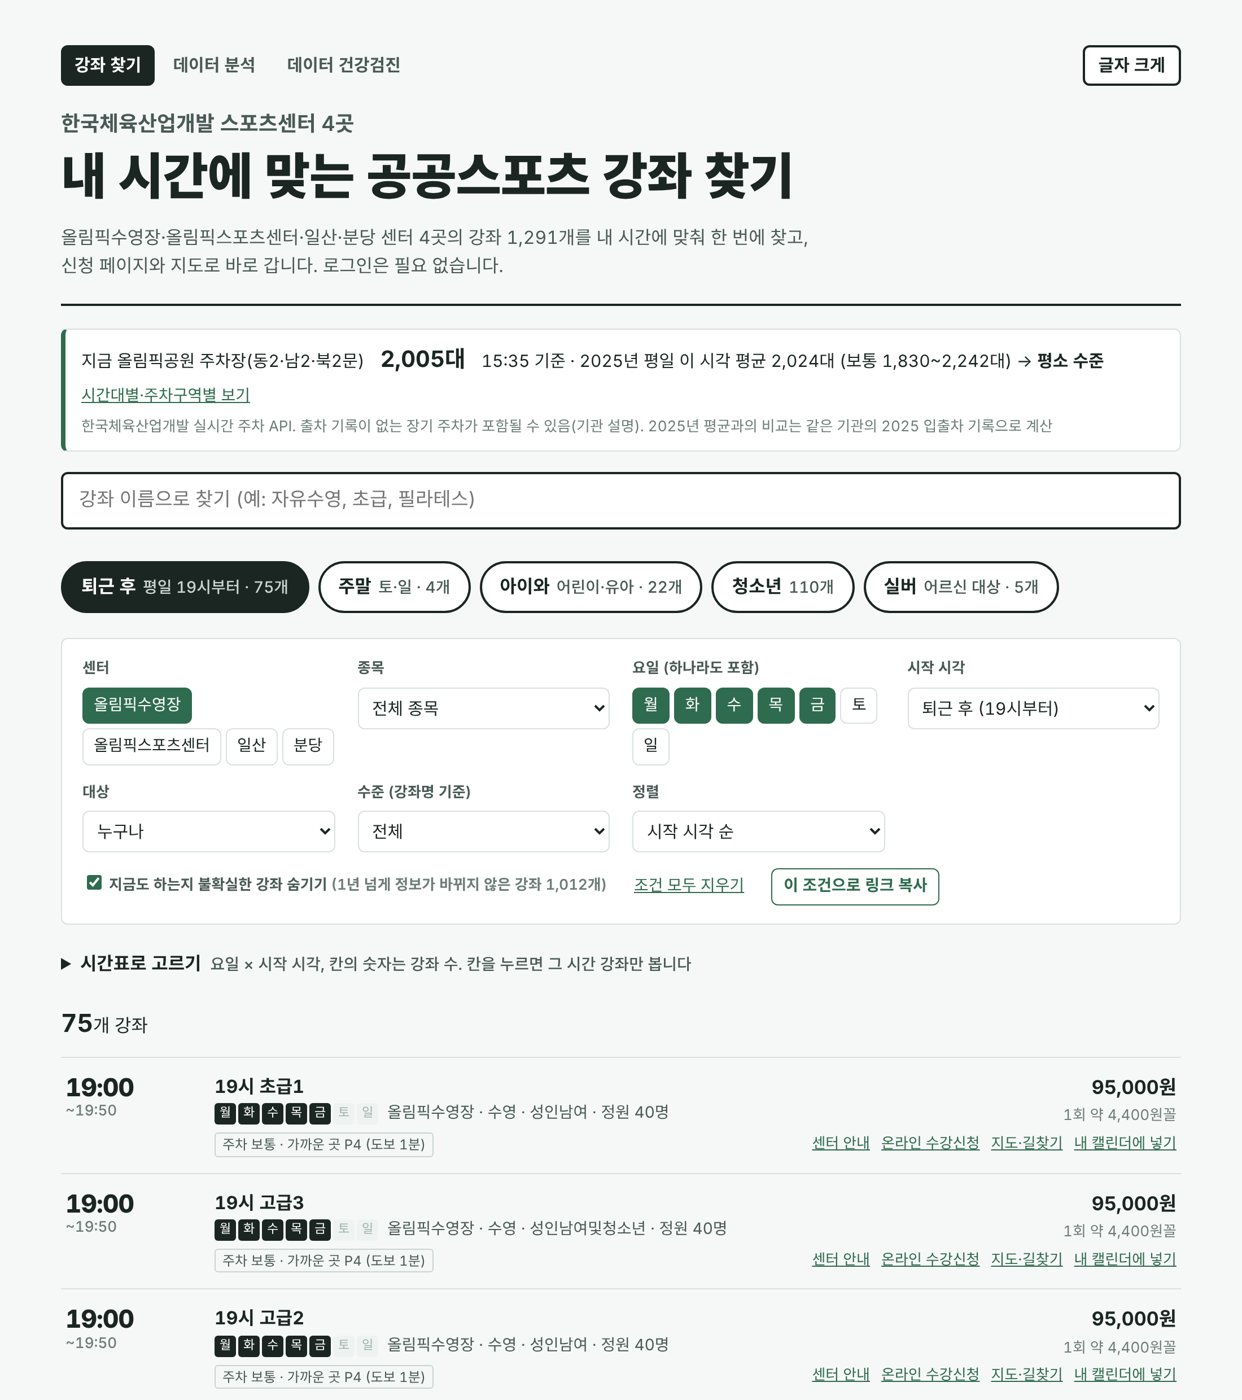 강좌 찾기 데이터 분석 데이터 건강검진 글자 크게
한국체육산업개발 스포츠센터 4곳
내 시간에 맞는 공공스포츠 강좌 찾기
올림픽수영장·올림픽스포츠센터·일산·분당 센터 4곳의 강좌 1,291개를 내 시간에 맞춰 한 번에 찾고,
신청 페이지와 지도로 바로 갑니다. 로그인은 필요 없습니다.
지금 올림픽공원 주차장(동2·남2·북2문) 2,005대 15:35 기준 · 2025년 평일 이 시각 평균 2,024대 (보통 1,830~2,242대) → 평소 수준
시간대별·주차구역별 보기
한국체육산업개발 실시간 주차 API. 출차 기록이 없는 장기 주차가 포함될 수 있음(기관 설명). 2025년 평균과의 비교는 같은 기관의 2025 입출차 기록으로 계산
강좌 이름으로 찾기 (예: 자유수영, 초급, 필라테스)
퇴근 후 평일 19시부터 · 75개 주말 토·일 · 4개 아이와 어린이·유아 · 22개 청소년 110개 실버 어르신 대상 · 5개
센터 종목 요일 (하나라도 포함) 시작 시각
올림픽수영장 전체 종목 월 화 수 목 금 토 퇴근 후 (19시부터)
올림픽스포츠센터 일산 분당 일
대상 수준 (강좌명 기준) 정렬
누구나 전체 시작 시각 순
지금도 하는지 불확실한 강좌 숨기기 (1년 넘게 정보가 바뀌지 않은 강좌 1,012개) 조건 모두 지우기 이 조건으로 링크 복사
▶ 시간표로 고르기 요일 × 시작 시각, 칸의 숫자는 강좌 수. 칸을 누르면 그 시간 강좌만 봅니다
75개 강좌
19:00 19시 초급1 95,000원
~19:50 월 화 수 목 금 토 일 올림픽수영장 · 수영 · 성인남여 · 정원 40명 1회 약 4,400원꼴
주차 보통 · 가까운 곳 P4 (도보 1분) 센터 안내 온라인 수강신청 지도·길찾기 내 캘린더에 넣기
19:00 19시 고급3 95,000원
~19:50 월 화 수 목 금 토 일 올림픽수영장 · 수영 · 성인남여및청소년 · 정원 40명 1회 약 4,400원꼴
주차 보통 · 가까운 곳 P4 (도보 1분) 센터 안내 온라인 수강신청 지도·길찾기 내 캘린더에 넣기
19:00 19시 고급2 95,000원
~19:50 월 화 수 목 금 토 일 올림픽수영장 · 수영 · 성인남여 · 정원 40명 1회 약 4,400원꼴
주차 보통 · 가까운 곳 P4 (도보 1분) 센터 안내 온라인 수강신청 지도·길찾기 내 캘린더에 넣기